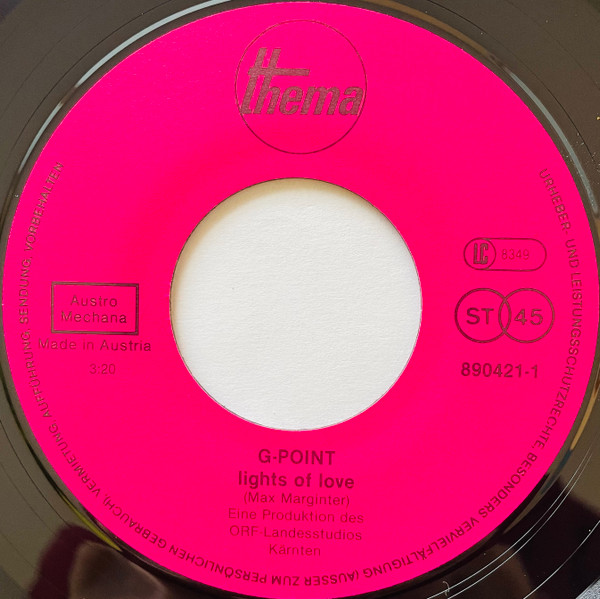 thema
URHEBER- UND LEISTUNGSSCHUTZRECHTE, BESONDERS VERVIELFÄLTIGUNG (AUSSER ZUM PERSÖNLICHEN GEBRAUCH), VERMIETUNG, AUFFÜHRUNG, SENDUNG, VORBEHALTEN
LC 8349
Austro
Mechana
ST 45
Made in Austria
3:20
890421-1
G-POINT
lights of love
(Max Marginter)
Eine Produktion des
ORF-Landesstudios
Kärnten